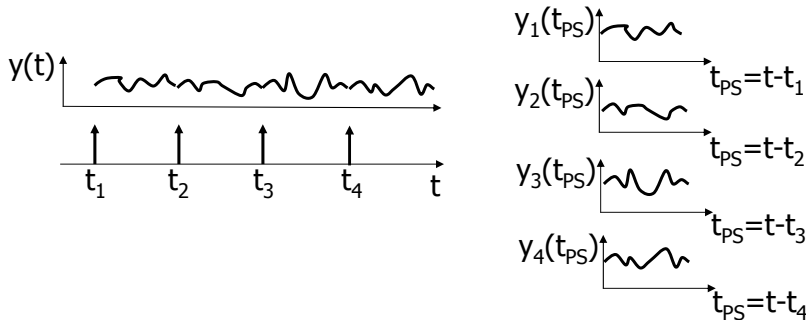 y(t)
t₁ t₂ t₃ t₄ t
y₁(tPS)
tPS=t-t₁
y₂(tPS)
tPS=t-t₂
y₃(tPS)
tPS=t-t₃
y₄(tPS)
tPS=t-t₄